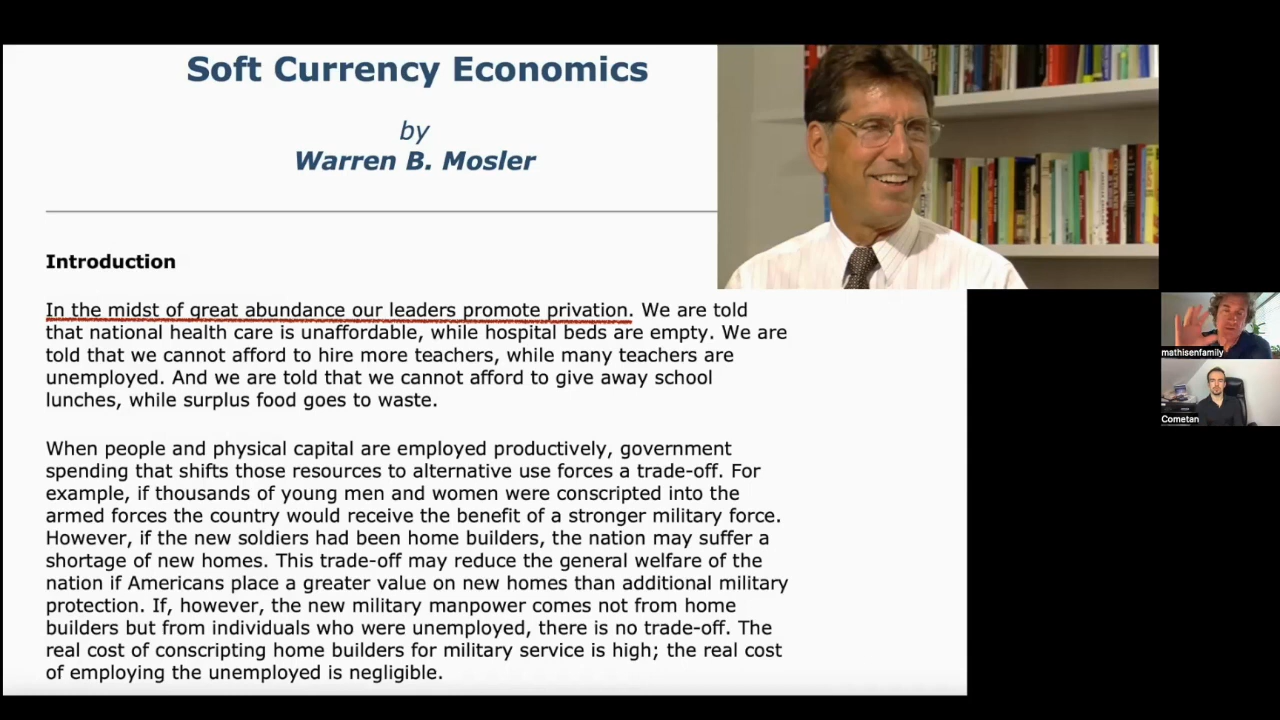 Soft Currency Economics
by
Warren B. Mosler
Introduction
In the midst of great abundance our leaders promote privation. We are told
that national health care is unaffordable, while hospital beds are empty. We are
told that we cannot afford to hire more teachers, while many teachers are
unemployed. And we are told that we cannot afford to give away school
lunches, while surplus food goes to waste.
When people and physical capital are employed productively, government
spending that shifts those resources to alternative use forces a trade-off. For
example, if thousands of young men and women were conscripted into the
armed forces the country would receive the benefit of a stronger military force.
However, if the new soldiers had been home builders, the nation may suffer a
shortage of new homes. This trade-off may reduce the general welfare of the
nation if Americans place a greater value on new homes than additional military
protection. If, however, the new military manpower comes not from home
builders but from individuals who were unemployed, there is no trade-off. The
real cost of conscripting home builders for military service is high; the real cost
of employing the unemployed is negligible.
mathisenfamily
Cometan